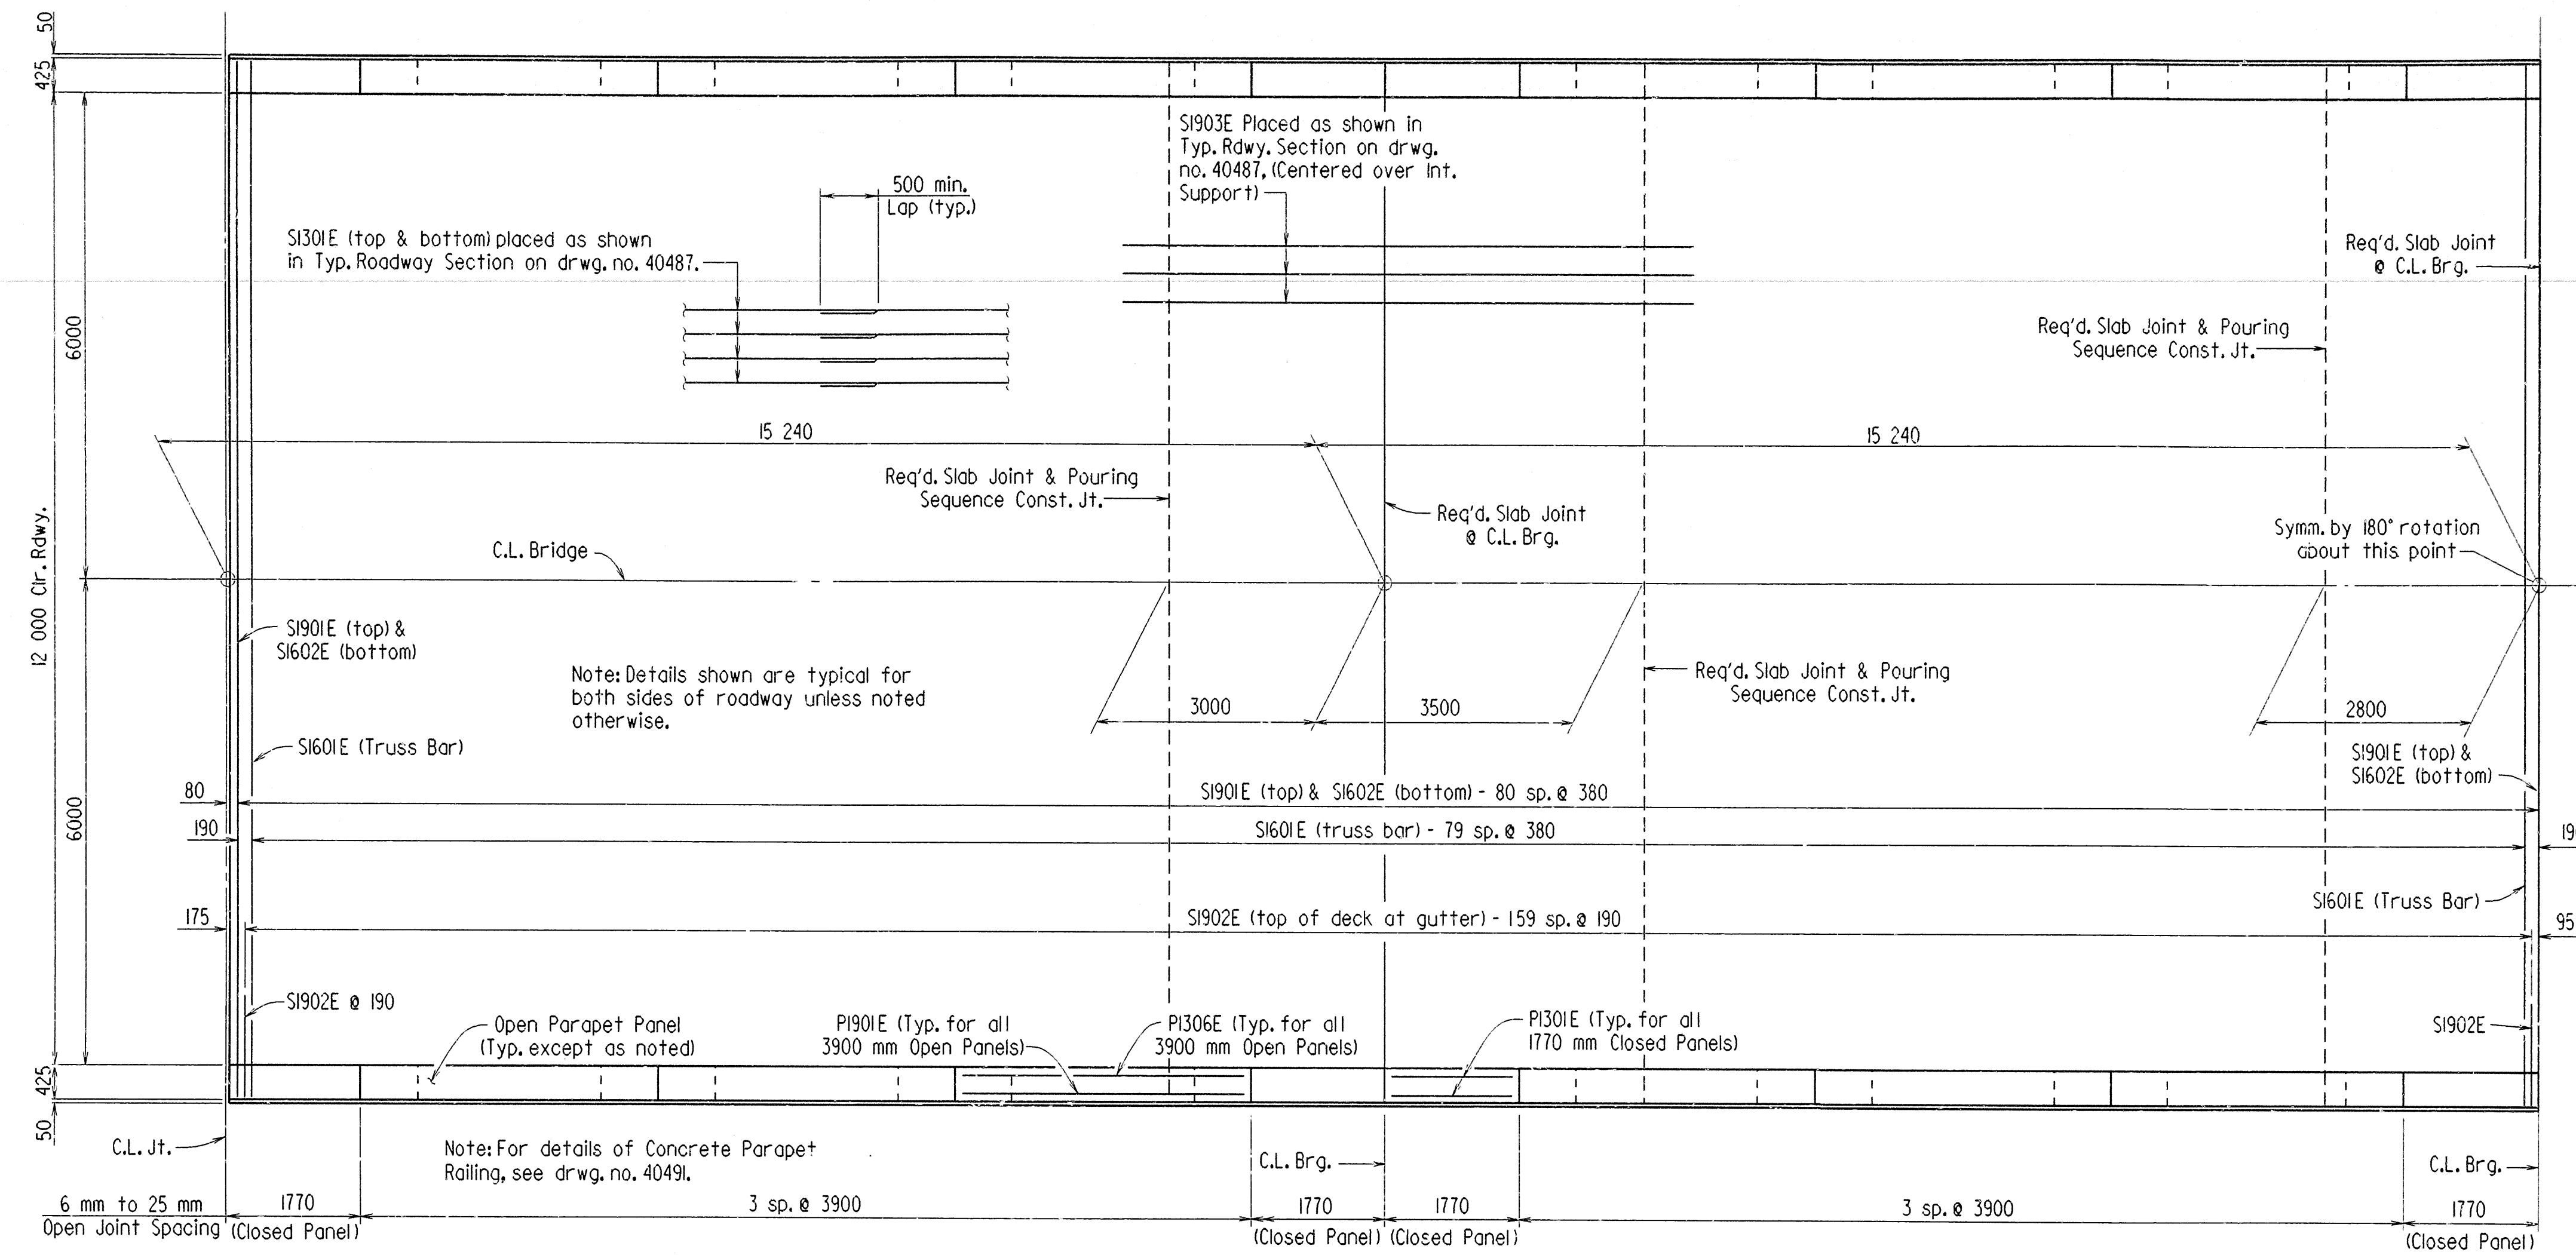 50
425
S1903E Placed as shown in
Typ. Rdwy. Section on drwg.
no. 40487, (Centered over Int.
Support)
500 min.
Lap (typ.)
S1301E (top & bottom) placed as shown
in Typ. Roadway Section on drwg. no. 40487.
Req'd. Slab Joint
@ C.L. Brg.
6000
Req'd. Slab Joint & Pouring
Sequence Const. Jt.
15 240
15 240
Req'd. Slab Joint & Pouring
Sequence Const. Jt.
Req'd. Slab Joint
@ C.L. Brg.
12 000 Clr. Rdwy.
C.L. Bridge
Symm. by 180° rotation
about this point
S1901E (top) &
S1602E (bottom)
Note: Details shown are typical for
both sides of roadway unless noted
otherwise.
Req'd. Slab Joint & Pouring
Sequence Const. Jt.
3000
3500
2800
S1601E (Truss Bar)
S1901E (top) &
S1602E (bottom)
80
S1901E (top) & S1602E (bottom) - 80 sp. @ 380
6000
190
S1601E (truss bar) - 79 sp. @ 380
19
S1601E (Truss Bar)
175
S1902E (top of deck at gutter) - 159 sp. @ 190
95
S1902E @ 190
Open Parapet Panel
(Typ. except as noted)
P1901E (Typ. for all
3900 mm Open Panels)
P1306E (Typ. for all
3900 mm Open Panels)
P1301E (Typ. for all
1770 mm Closed Panels)
S1902E
425
50
C.L. Jt.
Note: For details of Concrete Parapet
Railing, see drwg. no. 40491.
C.L. Brg.
C.L. Brg.
6 mm to 25 mm
Open Joint Spacing
1770
(Closed Panel)
3 sp. @ 3900
1770
(Closed Panel)
1770
(Closed Panel)
3 sp. @ 3900
1770
(Closed Panel)